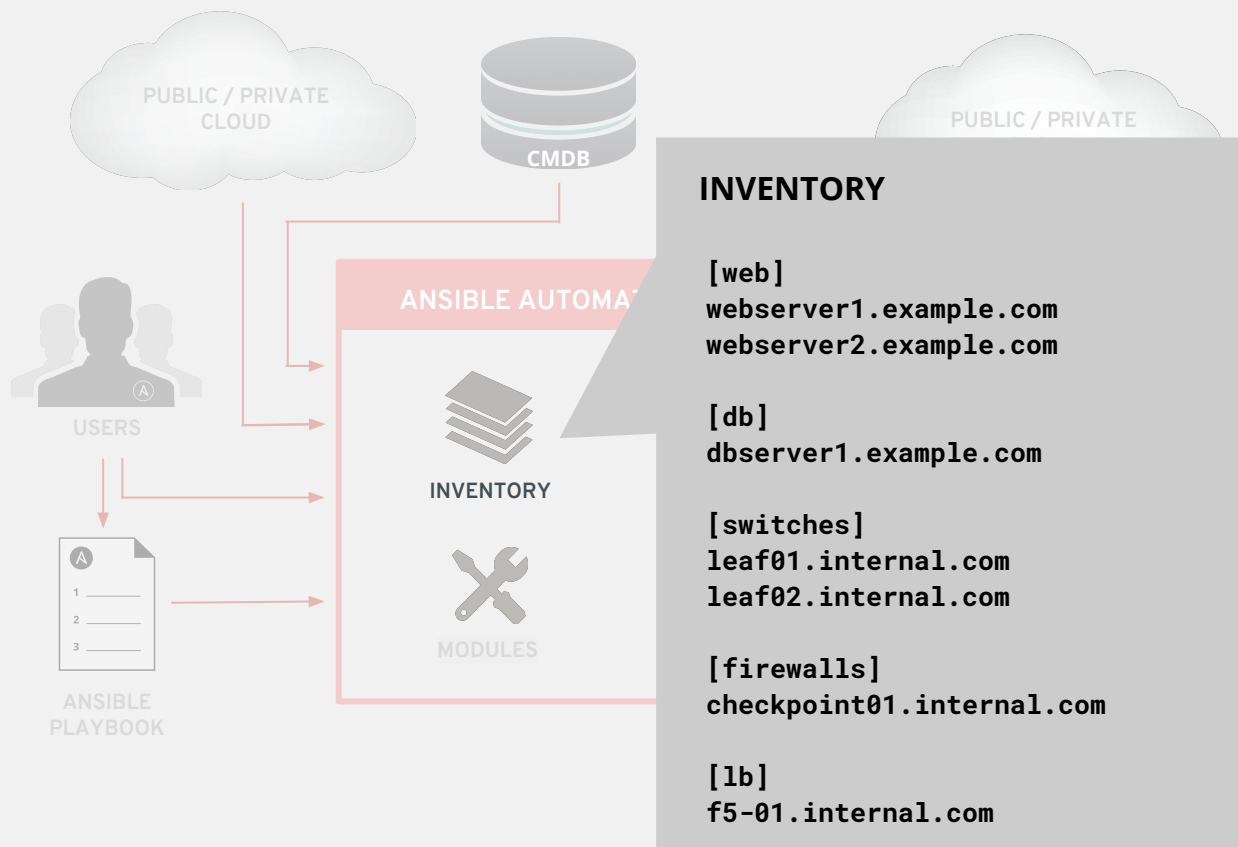 PUBLIC / PRIVATE
CLOUD
CMDB
PUBLIC / PRIVATE
USERS
A
A
1
2
3
ANSIBLE
PLAYBOOK
INVENTORY
MODULES
INVENTORY
[web]
webserver1.example.com
webserver2.example.com
[db]
dbserver1.example.com
[switches]
leaf01.internal.com
leaf02.internal.com
[firewalls]
checkpoint01.internal.com
[lb]
f5-01.internal.com
ANSIBLE